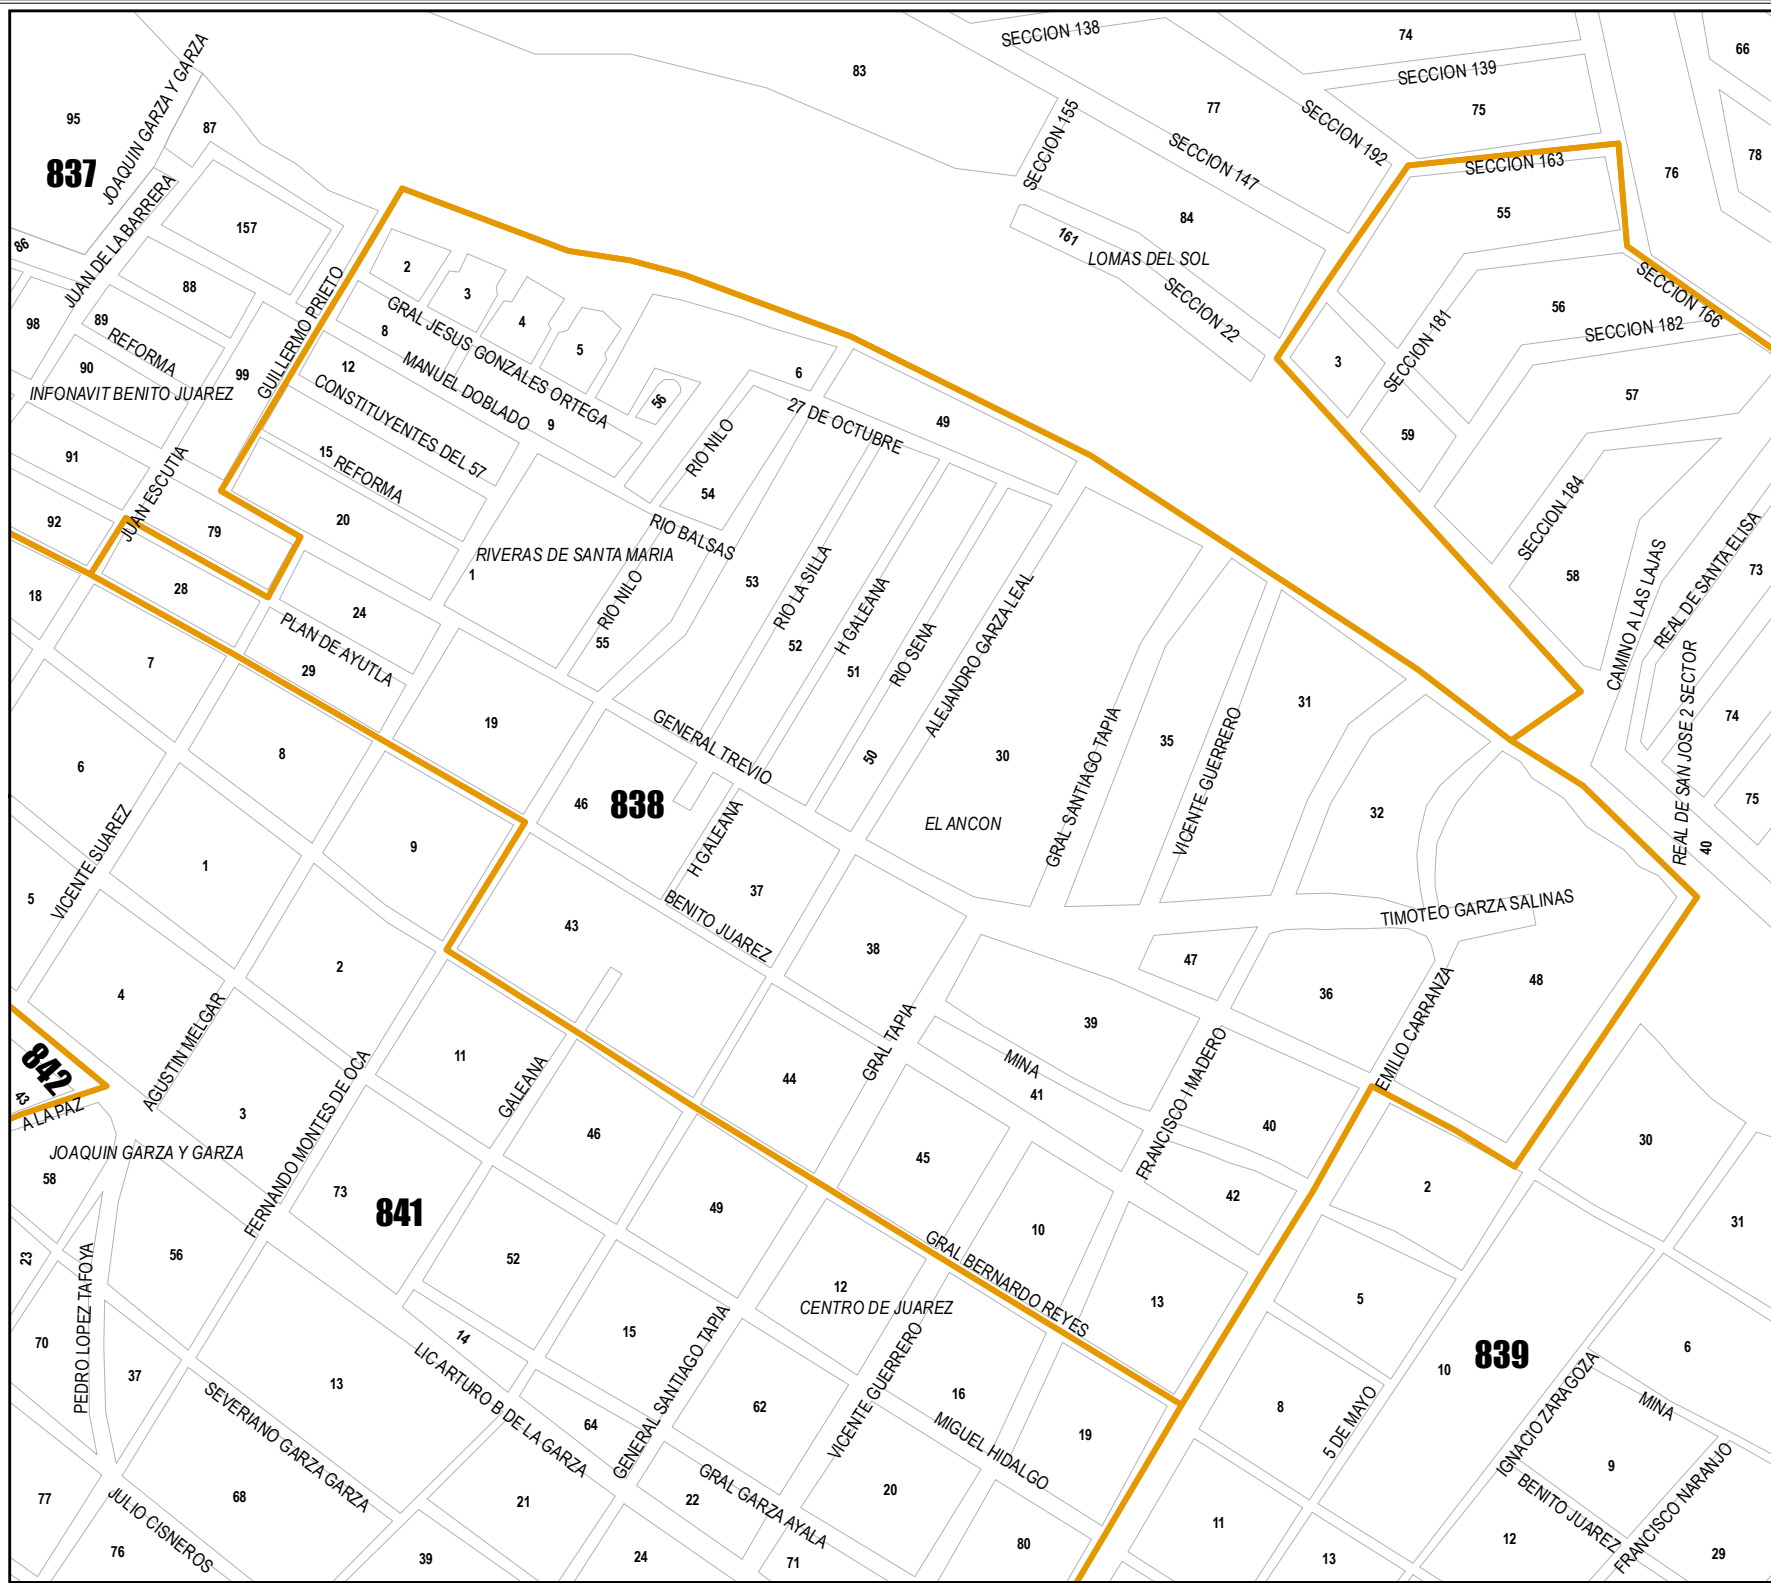 SECCION 138
74
66
JOAQUIN GARZA Y GARZA
83
SECCION 139
95
77
75
SECCION 155
SECCION 192
87
SECCION 147
78
837
SECCION 163
76
JUAN DE LA BARRERA
157
84
55
161
86
LOMAS DEL SOL
2
88
3
SECCION 22
SECCION 166
GUILLERMO PRIETO
56
98
89
8
GRAL JESUS GONZALES ORTEGA
4
SECCION 182
REFORMA
5
SECCION 181
3
90
99
12
MANUEL DOBLADO
6
INFONAVIT BENITO JUAREZ
CONSTITUYENTES DEL 57
56
57
9
27 DE OCTUBRE
49
59
91
15
REFORMA
RIO NILO
JUAN ESCUTIA
54
SECCION 184
92
79
20
RIO BALSAS
RIVERAS DE SANTA MARIA
1
53
58
73
CAMINO A LAS LAJAS
REAL DE SANTA ELISA
18
28
24
RIO NILO
RIO LA SILLA
H GALEANA
RIO SENA
ALEJANDRO GARZA LEAL
PLAN DE AYUTLA
55
52
7
29
51
31
19
GENERAL TREVIO
74
8
50
30
GRAL SANTIAGO TAPIA
35
VICENTE GUERRERO
REAL DE SAN JOSE 2 SECTOR
6
75
46
838
32
EL ANCON
VICENTE SUAREZ
9
H GALEANA
40
1
37
5
BENITO JUAREZ
TIMOTEO GARZA SALINAS
43
38
47
2
4
36
48
AGUSTIN MELGAR
GRAL TAPIA
39
EMILIO CARRANZA
842
11
MINA
FRANCISCO I MADERO
43
FERNANDO MONTES DE OCA
GALEANA
44
41
A LA PAZ
3
40
46
30
JOAQUIN GARZA Y GARZA
45
58
73
42
2
841
49
31
10
23
56
52
GRAL BERNARDO REYES
PEDRO LOPEZ TAFOYA
12
13
5
CENTRO DE JUAREZ
15
70
14
LIC ARTURO B DE LA GARZA
GENERAL SANTIAGO TAPIA
VICENTE GUERRERO
6
839
10
IGNACIO ZARAGOZA
37
13
16
62
8
5 DE MAYO
MINA
SEVERIANO GARZA GARZA
64
MIGUEL HIDALGO
19
9
77
68
21
22
GRAL GARZA AYALA
20
BENITO JUAREZ
FRANCISCO NARANJO
JULIO CISNEROS
11
76
39
24
71
80
13
12
29